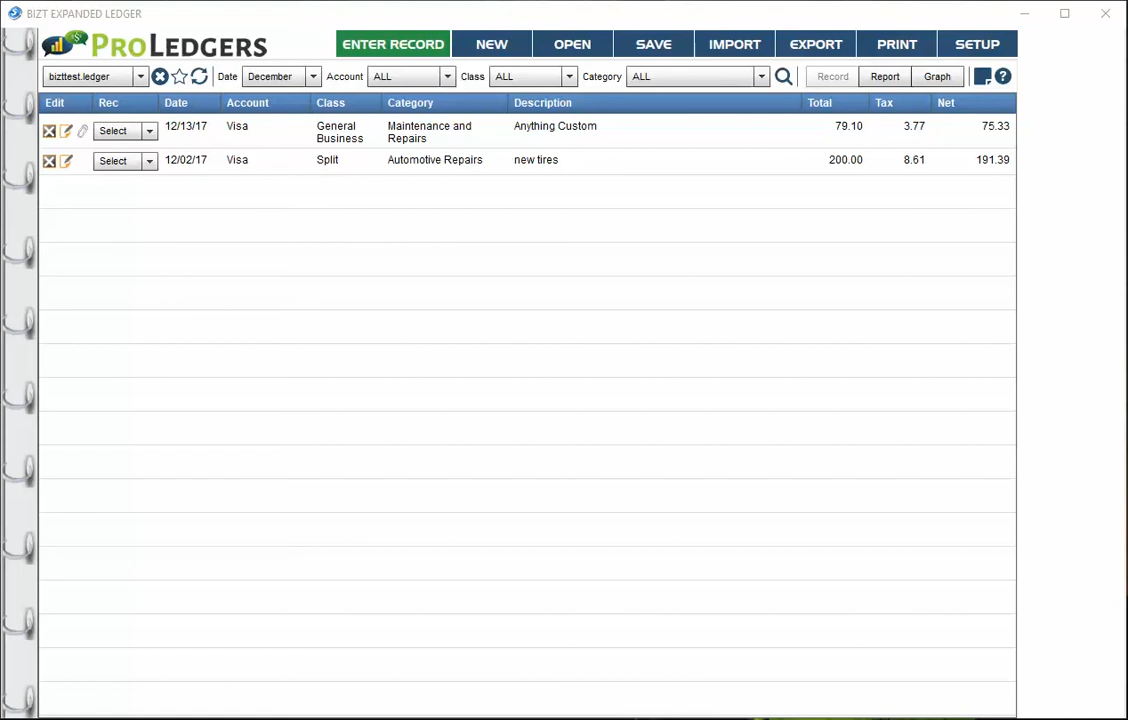 BIZT EXPANDED LEDGER
PROLEDGERS ENTER RECORD NEW OPEN SAVE IMPORT EXPORT PRINT SETUP
bizttest.ledger Date December Account ALL Class ALL Category ALL Record Report Graph ?
Edit Rec Date Account Class Category Description Total Tax Net
Select 12/13/17 Visa General Maintenance and Anything Custom 79.10 3.77 75.33
Business Repairs
Select 12/02/17 Visa Split Automotive Repairs new tires 200.00 8.61 191.39